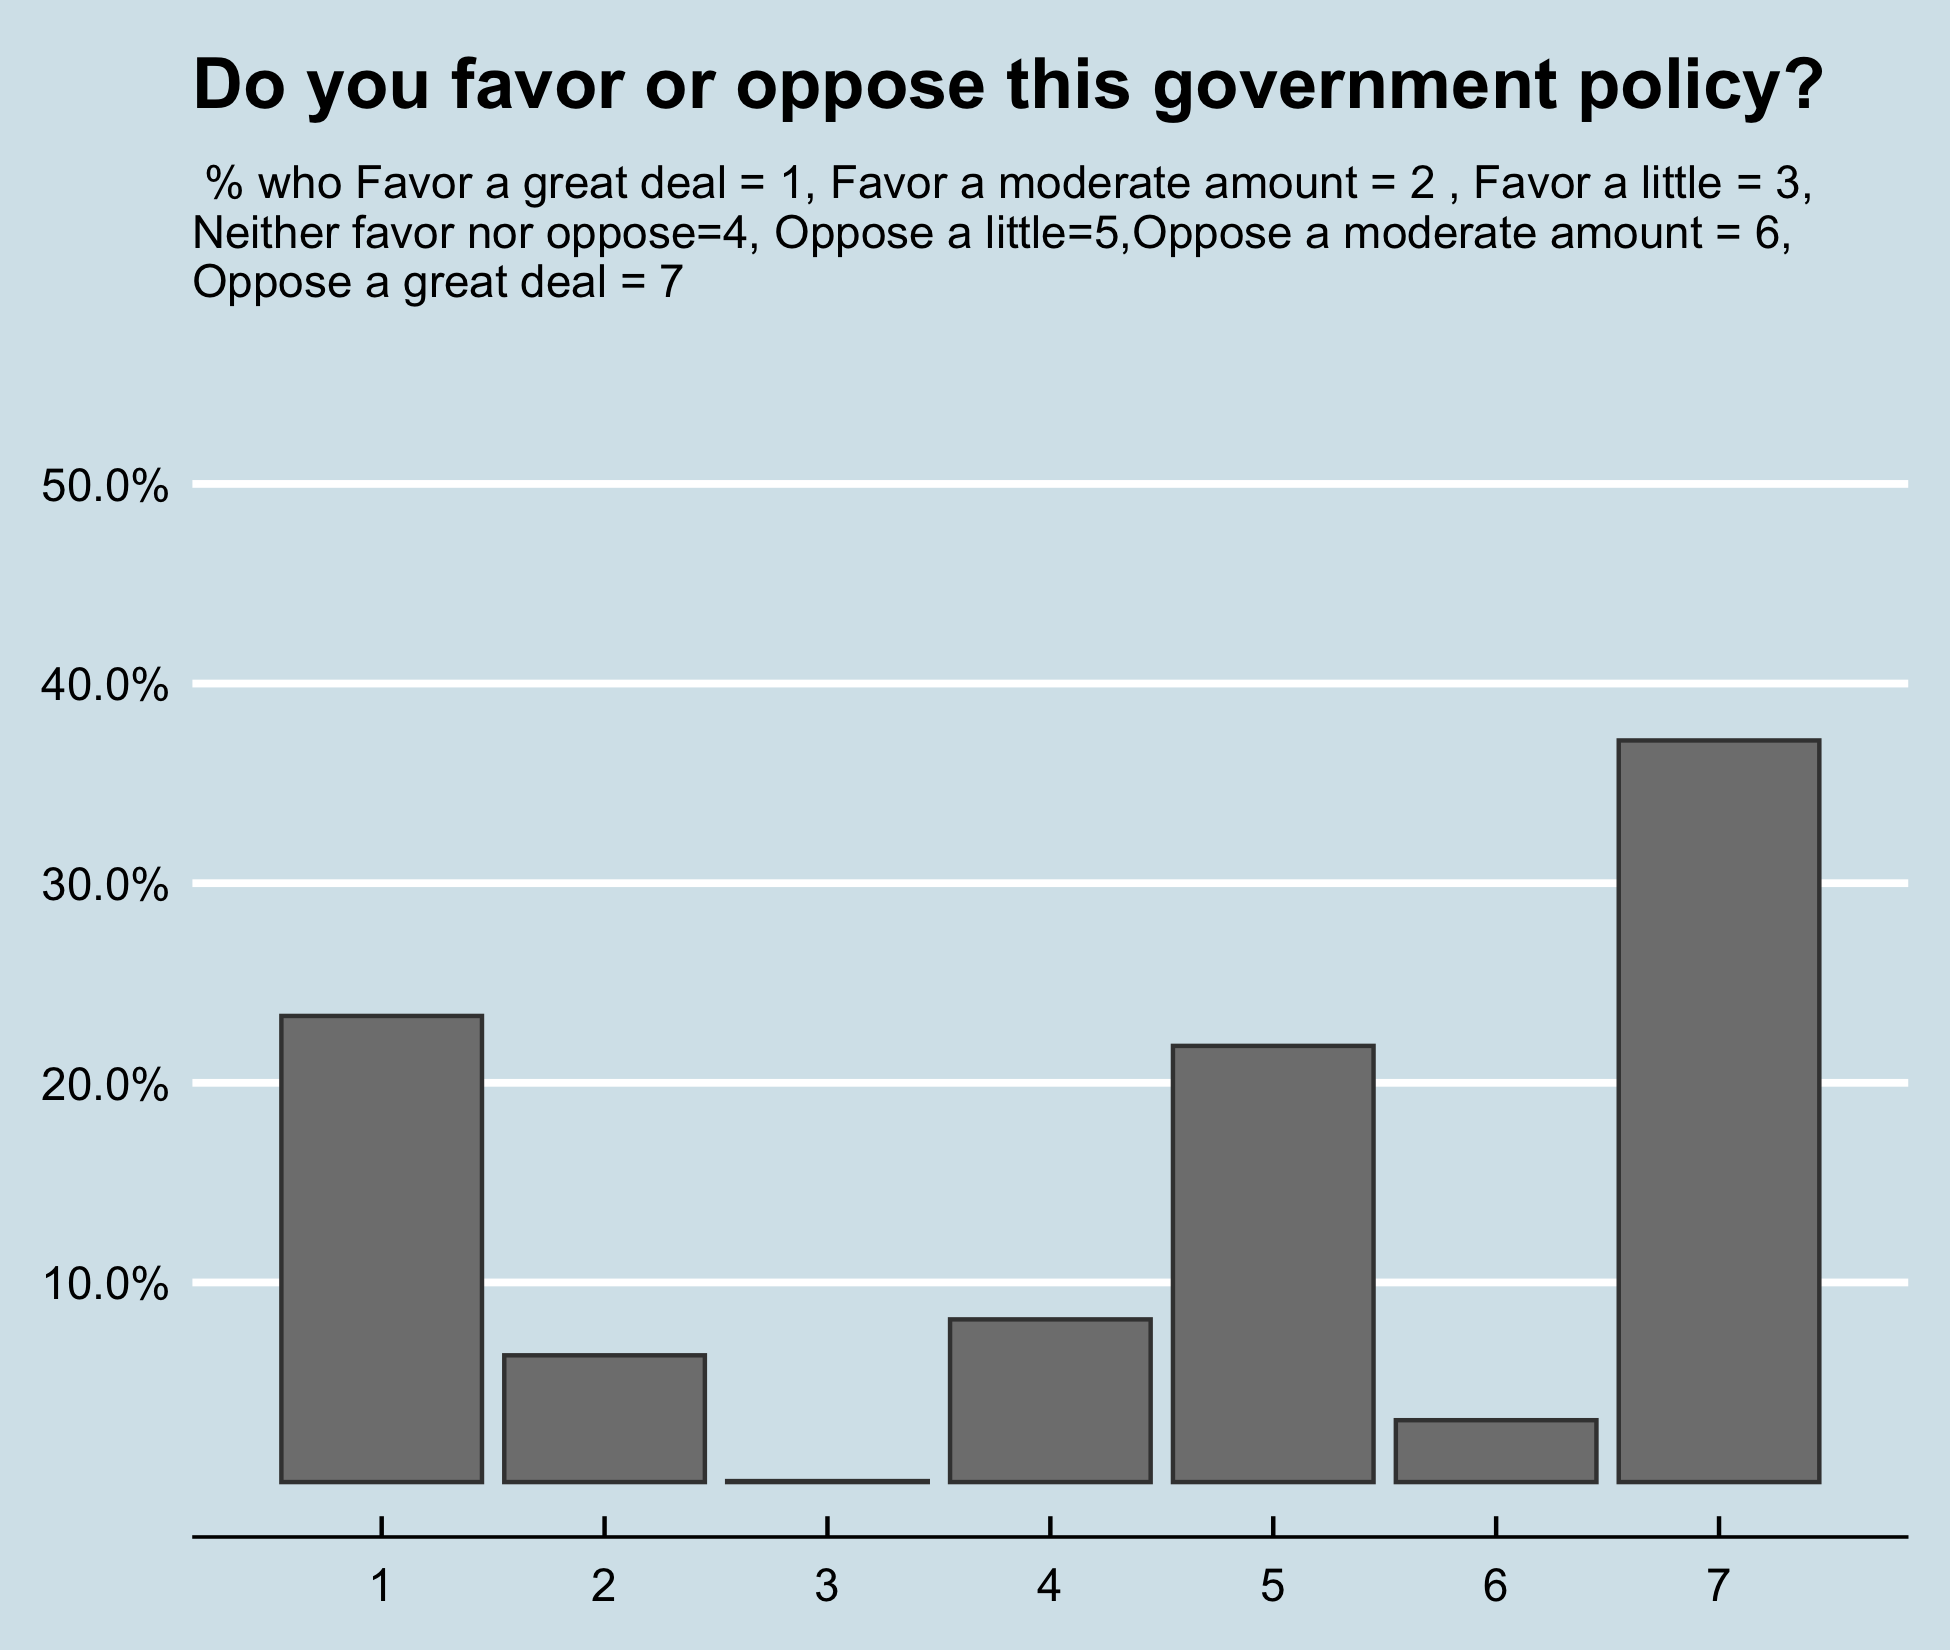 Do you favor or oppose this government policy?
% who Favor a great deal = 1, Favor a moderate amount = 2 , Favor a little = 3,
Neither favor nor oppose=4, Oppose a little=5,Oppose a moderate amount = 6,
Oppose a great deal = 7
50.0%
40.0%
30.0%
20.0%
10.0%
1 2 3 4 5 6 7